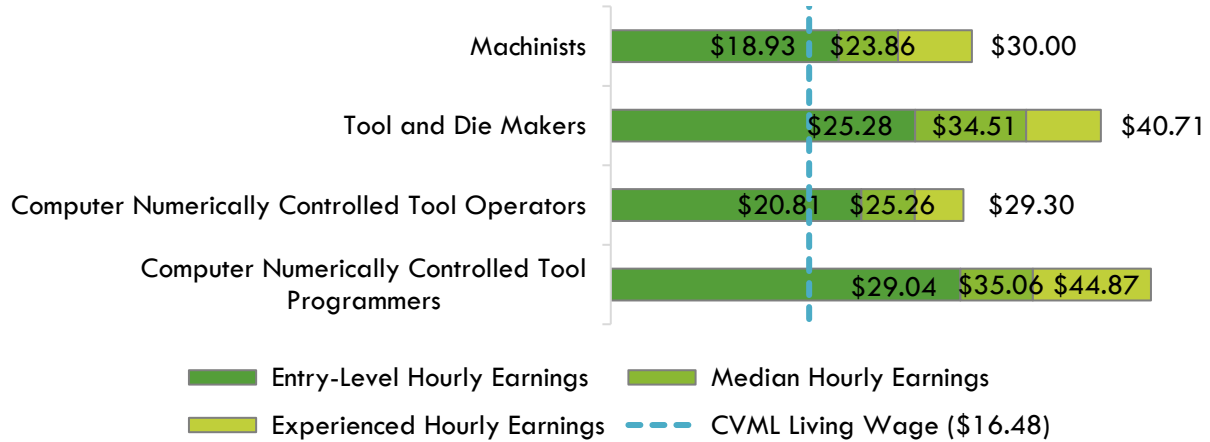 Machinists $18.93 $23.86 $30.00
Tool and Die Makers $25.28 $34.51 $40.71
Computer Numerically Controlled Tool Operators $20.81 $25.26 $29.30
Computer Numerically Controlled Tool
Programmers $29.04 $35.06 $44.87
Entry-Level Hourly Earnings Median Hourly Earnings
Experienced Hourly Earnings CVML Living Wage ($16.48)